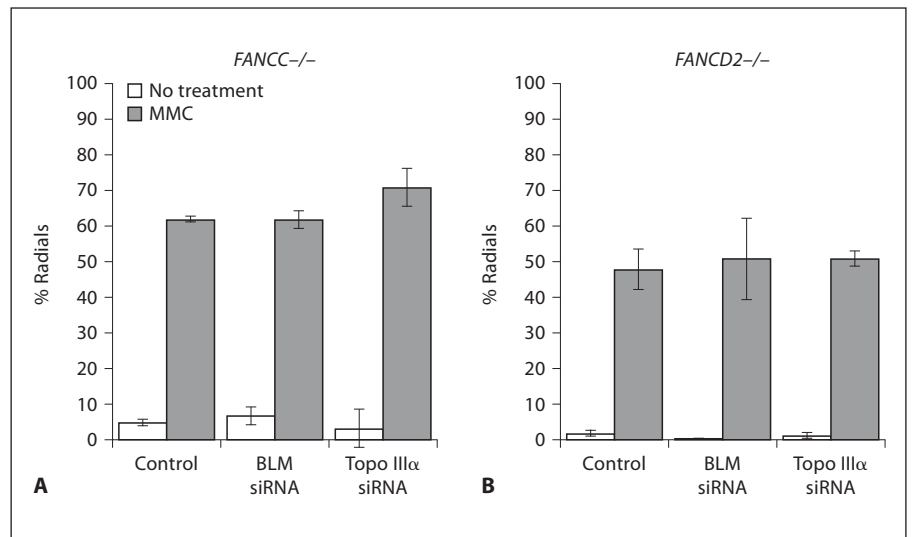 FANCC–/–
100
90
80
70
60
50
40
30
20
10
0
% Radials
No treatment
MMC
Control
BLM
siRNA
Topo IIIα
siRNA
A
FANCD2–/–
100
90
80
70
60
50
40
30
20
10
0
% Radials
Control
BLM
siRNA
Topo IIIα
siRNA
B